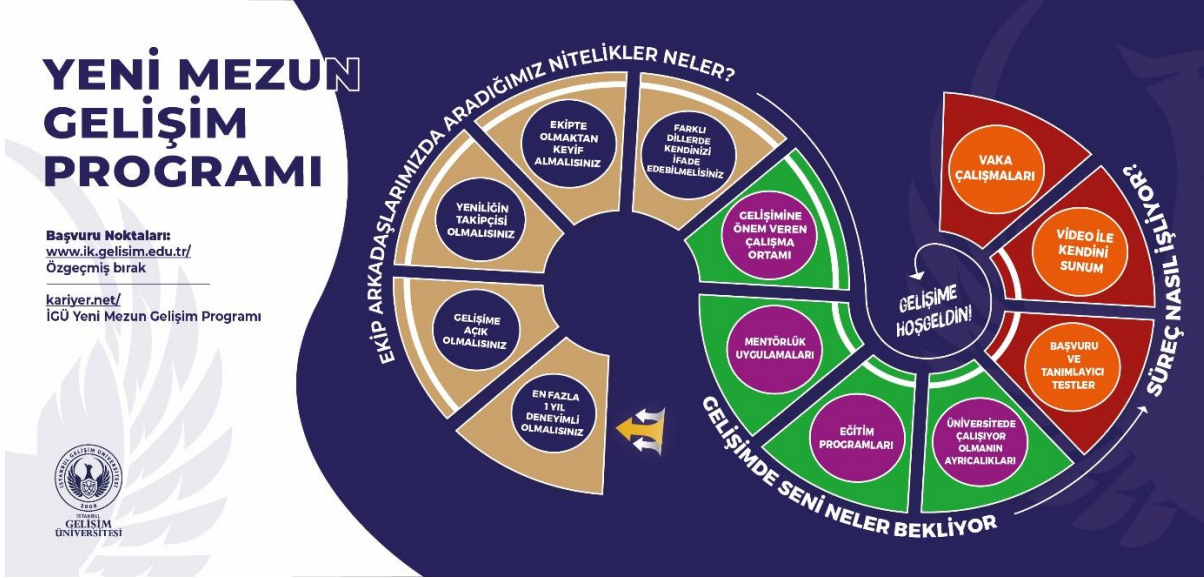 YENİ MEZUN
GELİŞİM
PROGRAMI
Başvuru Noktaları:
www.ik.gelisim.edu.tr/
Özgeçmiş bırak
kariyer.net/
İGÜ Yeni Mezun Gelişim Programı
İSTANBUL GELİŞİM ÜNİVERSİTESİ
2008
İSTANBUL
GELİŞİM
ÜNİVERSİTESİ
EKİP ARKADAŞLARIMIZDA ARADIĞIMIZ NİTELİKLER NELER?
EN FAZLA
1 YIL
DENEYİMLİ
OLMALISINIZ
GELİŞİME
AÇIK
OLMALISINIZ
YENİLİĞİN
TAKİPÇİSİ
OLMALISINIZ
EKİPTE
OLMAKTAN
KEYİF
ALMALISINIZ
FARKLI
DİLLERDE
KENDİNİZİ
İFADE
EDEBİLMELİSİNİZ
GELİŞİMDE SENİ NELER BEKLİYOR
GELİŞİMİNE
ÖNEM VEREN
ÇALIŞMA
ORTAMI
MENTÖRLÜK
UYGULAMALARI
EĞİTİM
PROGRAMLARI
ÜNİVERSİTEDE
ÇALIŞIYOR
OLMANIN
AYRICALIKLARI
SÜREÇ NASIL İŞLİYOR?
BAŞVURU
VE
TANIMLAYICI
TESTLER
VİDEO İLE
KENDİNİ
SUNUM
VAKA
ÇALIŞMALARI
GELİŞİME
HOŞGELDİN!